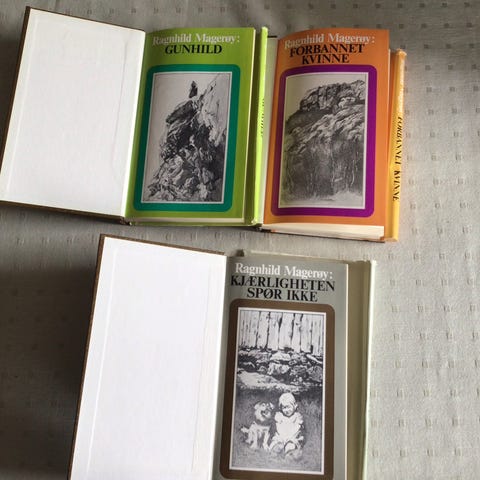 Ragnhild Magerøy:
GUNHILD
Ragnhild Magerøy:
FORBANNET
KVINNE
FORBANNET KVINNE
Ragnhild Magerøy:
KJÆRLIGHETEN
SPØR IKKE